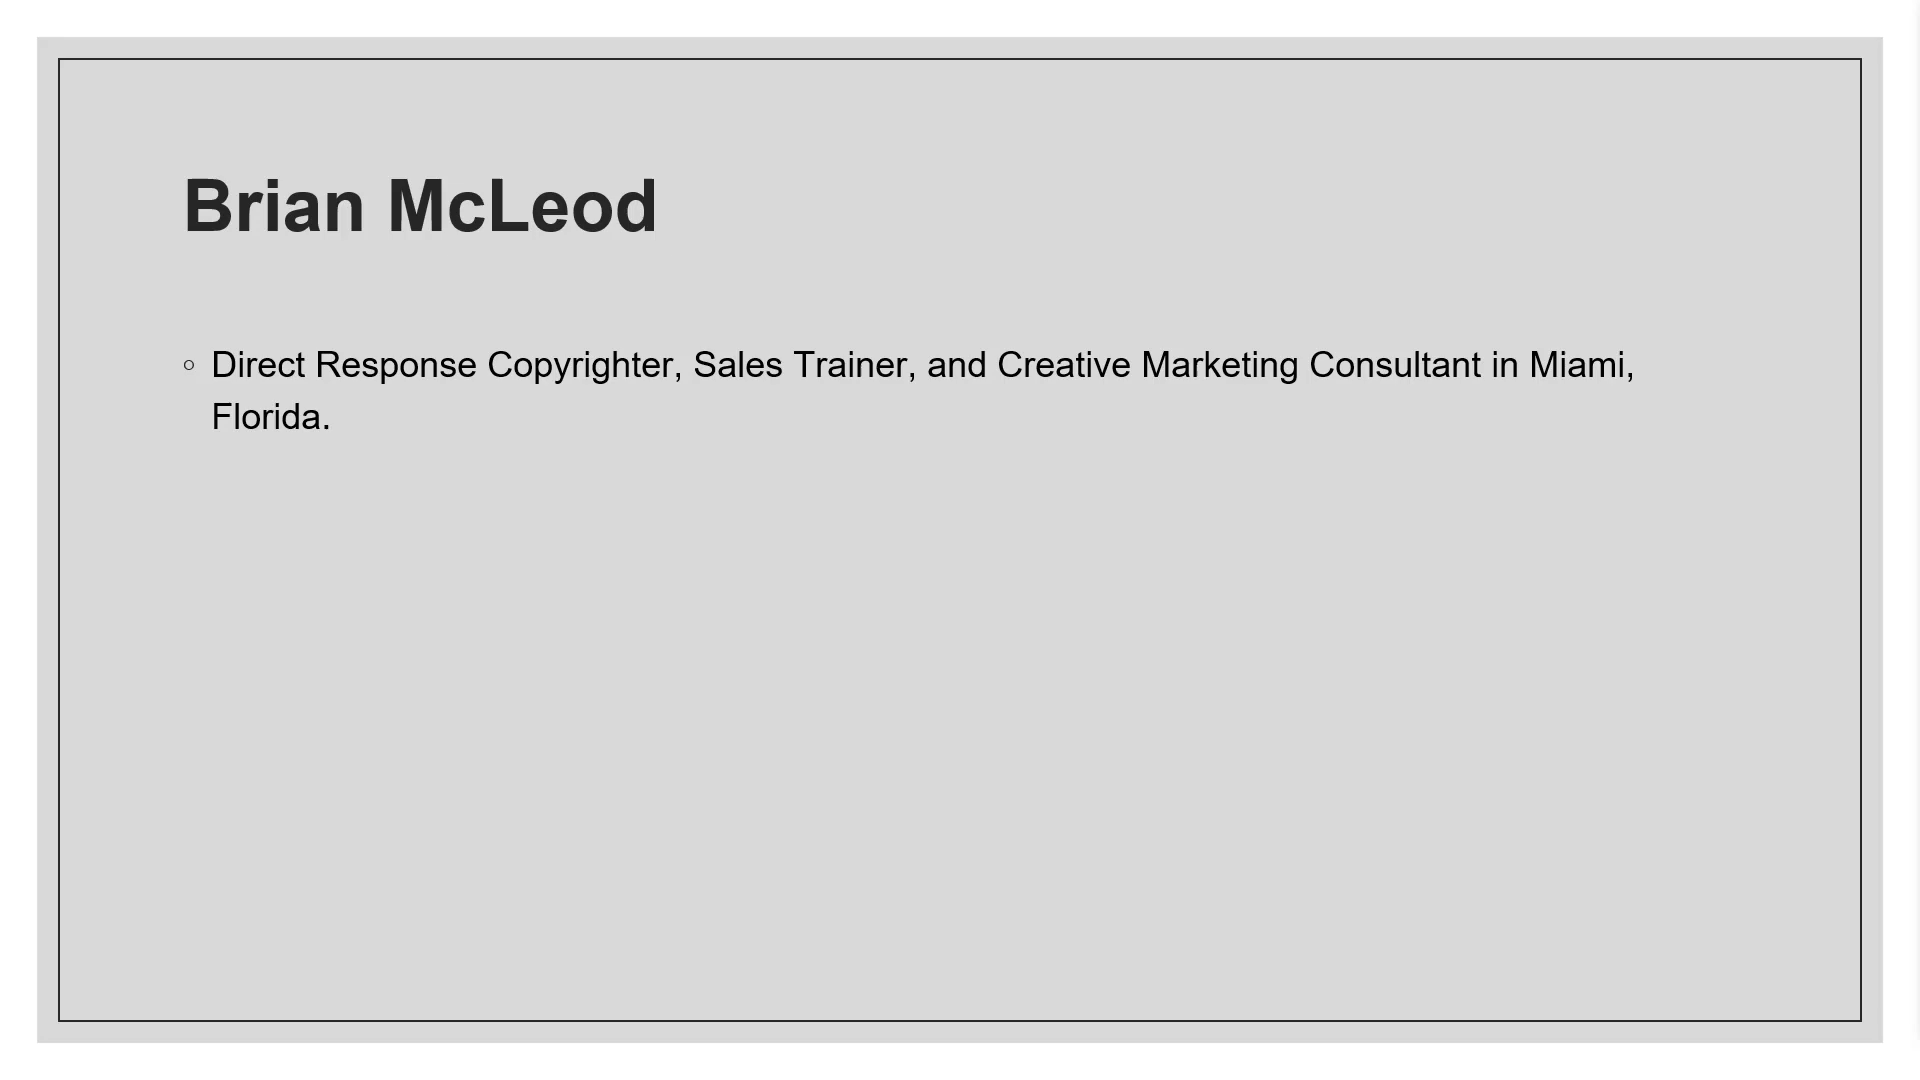 Brian McLeod
◦ Direct Response Copyrighter, Sales Trainer, and Creative Marketing Consultant in Miami,
Florida.